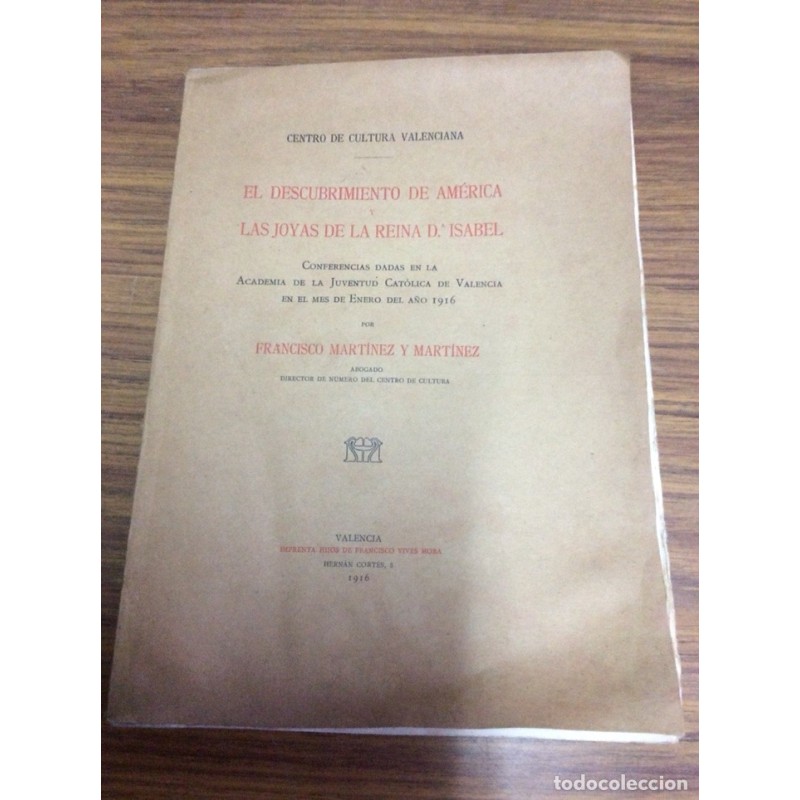 CENTRO DE CULTURA VALENCIANA
EL DESCUBRIMIENTO DE AMÉRICA
Y
LAS JOYAS DE LA REINA D.ª ISABEL
CONFERENCIAS DADAS EN LA
ACADEMIA DE LA JUVENTUD CATÓLICA DE VALENCIA
EN EL MES DE ENERO DEL AÑO 1916
POR
FRANCISCO MARTÍNEZ Y MARTÍNEZ
ABOGADO
DIRECTOR DE NÚMERO DEL CENTRO DE CULTURA
VALENCIA
IMPRENTA HIJOS DE FRANCISCO VIVES MORA
HERNÁN CORTÉS,
1916
todocoleccion